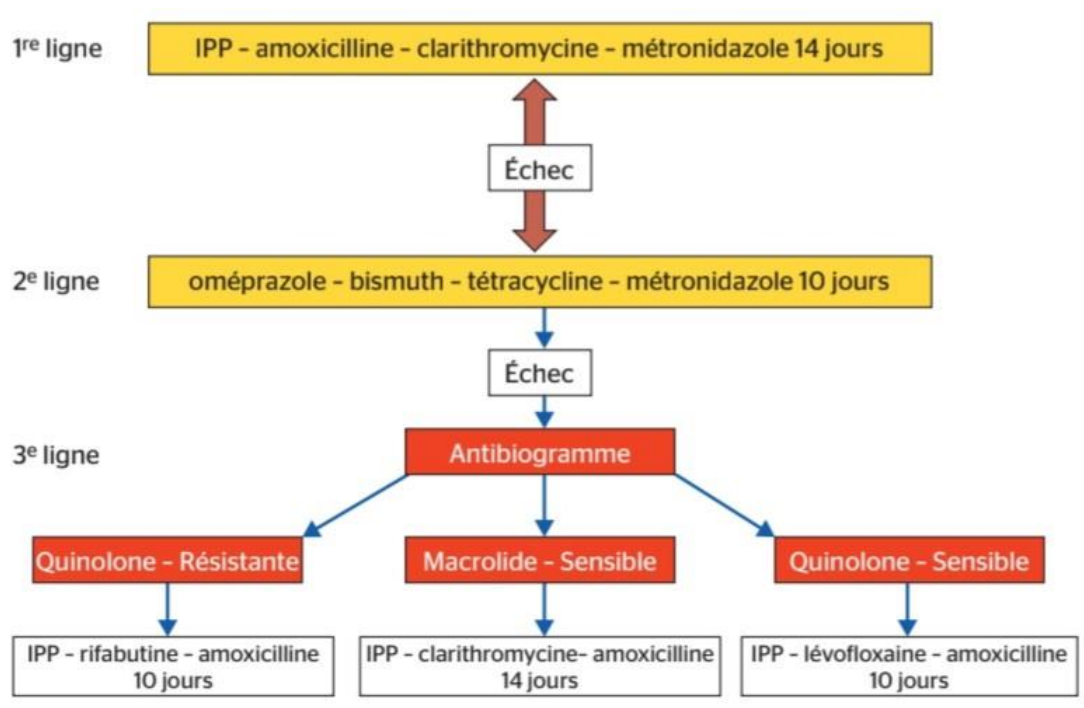 1re ligne
IPP - amoxicilline - clarithromycine - métronidazole 14 jours
Échec
2e ligne
oméprazole - bismuth - tétracycline - métronidazole 10 jours
Échec
3e ligne
Antibiogramme
Quinolone - Résistante
Macrolide - Sensible
Quinolone - Sensible
IPP - rifabutine - amoxicilline
10 jours
IPP - clarithromycine- amoxicilline
14 jours
IPP - lévofloxaine - amoxicilline
10 jours